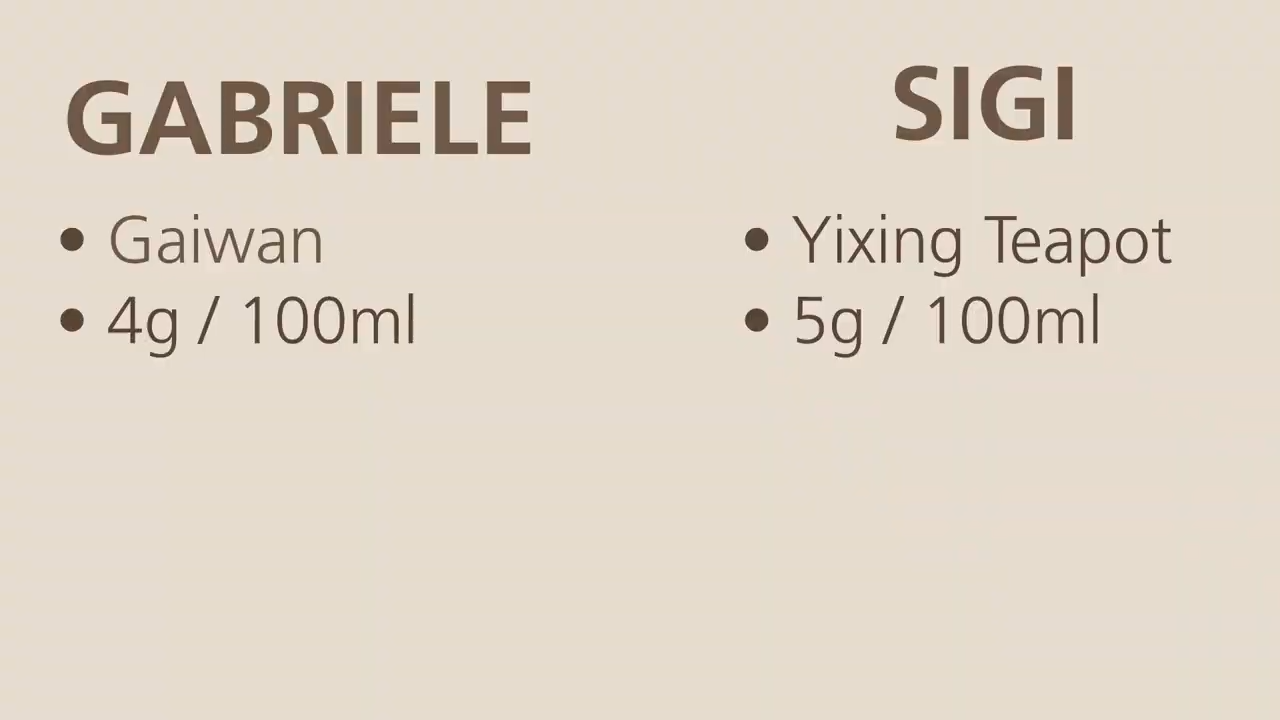 GABRIELE
• Gaiwan
• 4g / 100ml
SIGI
• Yixing Teapot
• 5g / 100ml